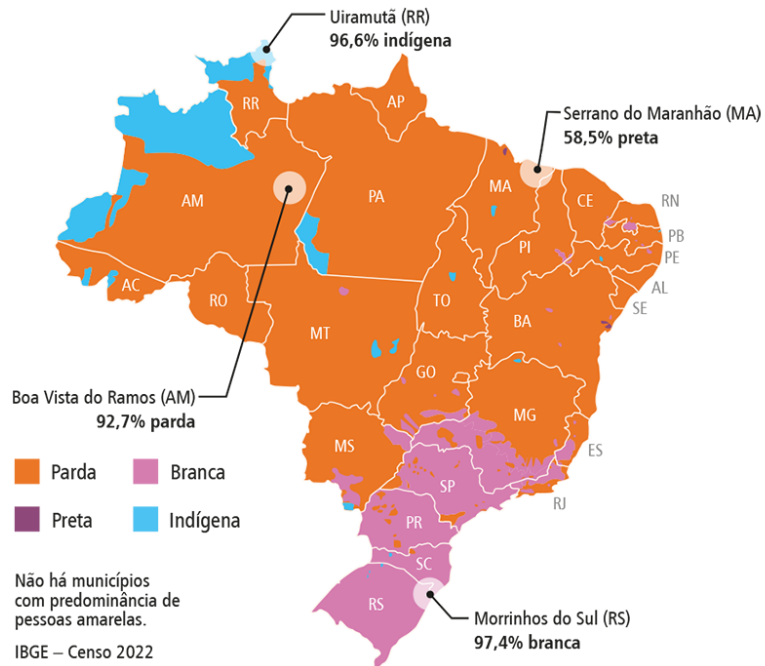 Uiramutã (RR)
96,6% indígena
Serrano do Maranhão (MA)
58,5% preta
RR
AP
AM
PA
MA
CE
RN
PB
PE
AL
SE
PI
AC
RO
TO
BA
MT
GO
MG
ES
MS
SP
RJ
PR
SC
RS
Boa Vista do Ramos (AM)
92,7% parda
Parda
Branca
Preta
Indígena
Não há municípios
com predominância de
pessoas amarelas.
IBGE – Censo 2022
Morrinhos do Sul (RS)
97,4% branca